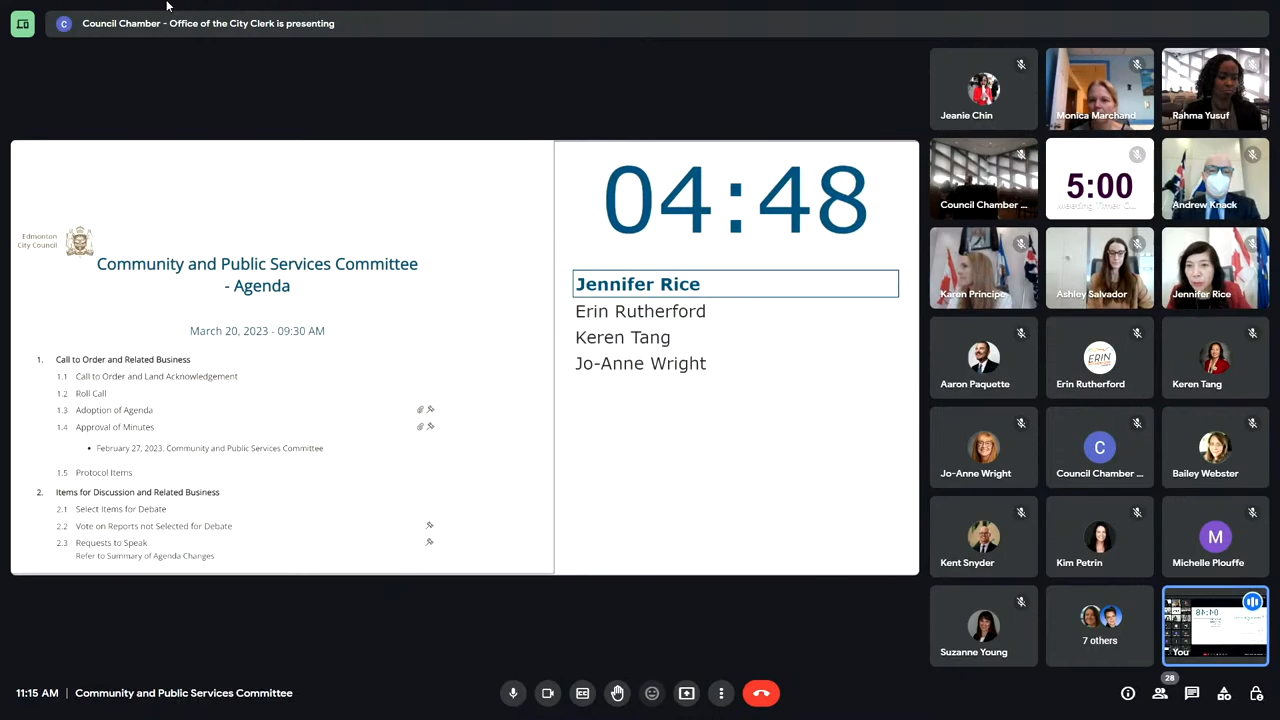 Council Chamber - Office of the City Clerk is presenting
Edmonton
City Council
Community and Public Services Committee
- Agenda
March 20, 2023 - 09:30 AM
1. Call to Order and Related Business
1.1 Call to Order and Land Acknowledgement
1.2 Roll Call
1.3 Adoption of Agenda
1.4 Approval of Minutes
• February 27, 2023, Community and Public Services Committee
1.5 Protocol Items
2. Items for Discussion and Related Business
2.1 Select Items for Debate
2.2 Vote on Reports not Selected for Debate
2.3 Requests to Speak
Refer to Summary of Agenda Changes
04:48
Jennifer Rice
Erin Rutherford
Keren Tang
Jo-Anne Wright
Jeanie Chin
Monica Marchand
Rahma Yusuf
Council Chamber ...
5:00
Meeting Timer C...
Andrew Knack
Karen Principe
Ashley Salvador
Jennifer Rice
Aaron Paquette
ERIN
Erin Rutherford
Keren Tang
Jo-Anne Wright
C
Council Chamber ...
Bailey Webster
Kent Snyder
Kim Petrin
M
Michelle Plouffe
Suzanne Young
7 others
You
11:15 AM | Community and Public Services Committee
28